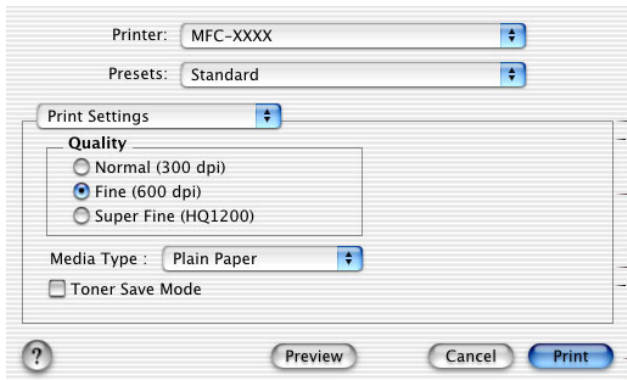 Printer: MFC-XXXX
Presets: Standard
Print Settings
Quality
Normal (300 dpi)
Fine (600 dpi)
Super Fine (HQ1200)
Media Type : Plain Paper
Toner Save Mode
? Preview Cancel Print